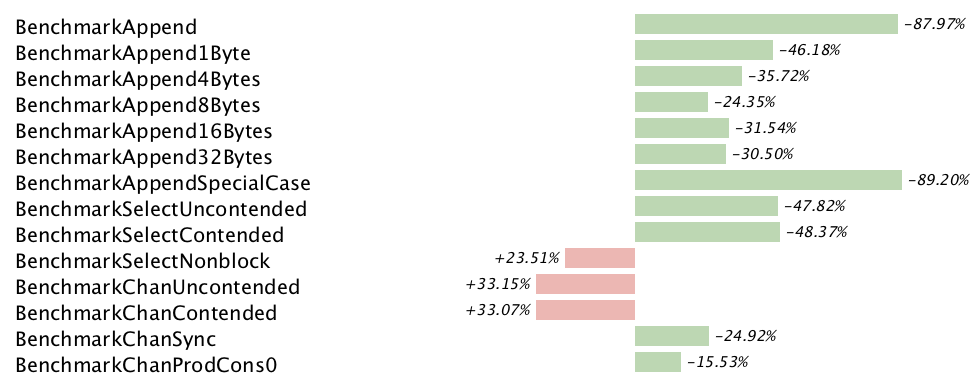 BenchmarkAppend −87.97%
BenchmarkAppend1Byte −46.18%
BenchmarkAppend4Bytes −35.72%
BenchmarkAppend8Bytes −24.35%
BenchmarkAppend16Bytes −31.54%
BenchmarkAppend32Bytes −30.50%
BenchmarkAppendSpecialCase −89.20%
BenchmarkSelectUncontended −47.82%
BenchmarkSelectContended −48.37%
BenchmarkSelectNonblock +23.51%
BenchmarkChanUncontended +33.15%
BenchmarkChanContended +33.07%
BenchmarkChanSync −24.92%
BenchmarkChanProdCons0 −15.53%